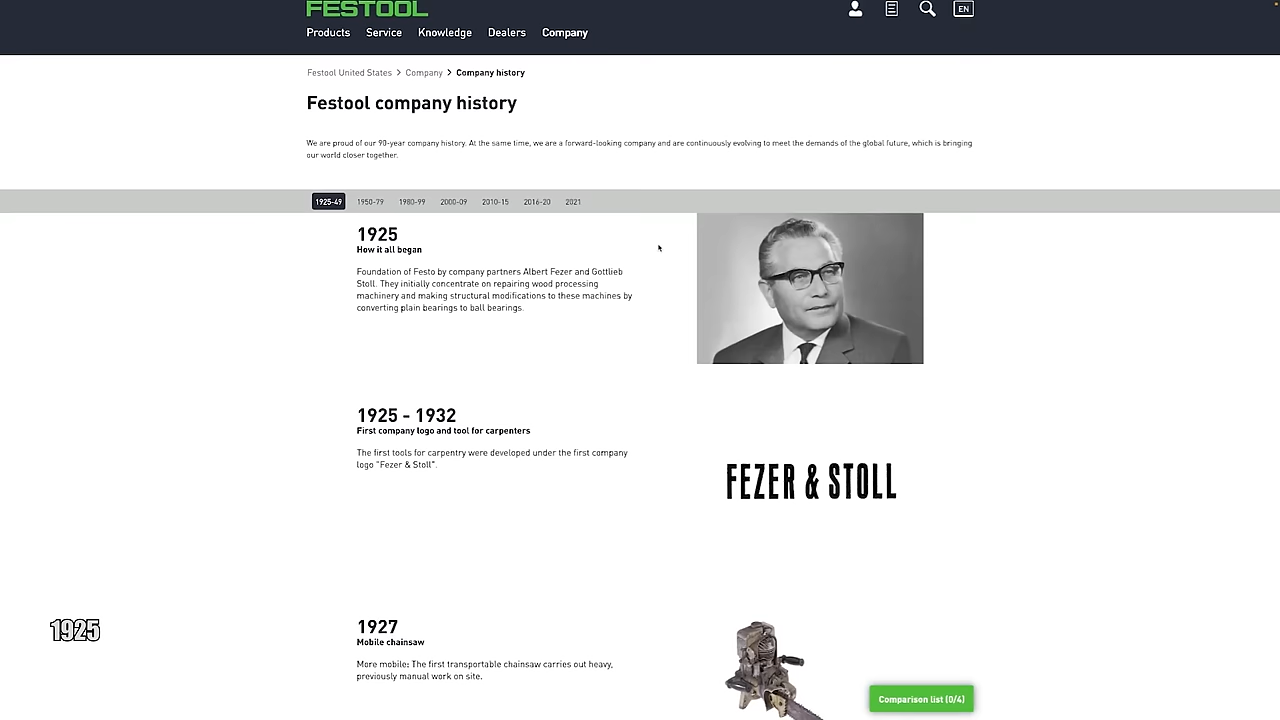 FESTOOL
EN
Products Service Knowledge Dealers Company
Festool United States > Company > Company history
Festool company history
We are proud of our 90-year company history. At the same time, we are a forward-looking company and are continuously evolving to meet the demands of the global future, which is bringing
our world closer together.
1925-49 1950-79 1980-99 2000-09 2010-15 2016-20 2021
1925
How it all began
Foundation of Festo by company partners Albert Fezer and Gottlieb
Stoll. They initially concentrate on repairing wood processing
machinery and making structural modifications to these machines by
converting plain bearings to ball bearings.
1925 - 1932
First company logo and tool for carpenters
The first tools for carpentry were developed under the first company
logo "Fezer & Stoll".
FEZER & STOLL
1925
1927
Mobile chainsaw
More mobile: The first transportable chainsaw carries out heavy,
previously manual work on site.
Comparison list (0/4)